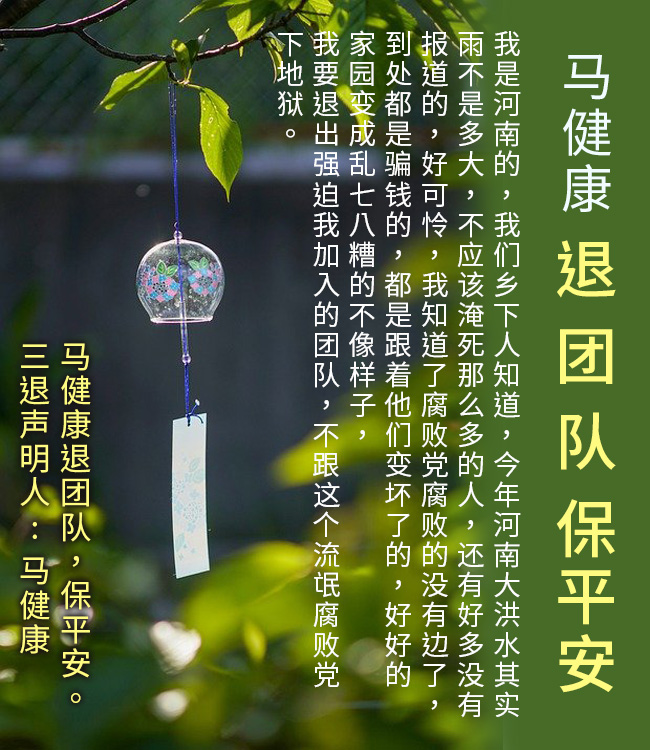 马健康 退团队 保平安
我是河南的，我们乡下人知道，今年河南大洪水其实
雨不是多大，不应该淹死那么多的人，还有好多没有
报道的，好可怜，我知道了腐败党腐败的没有边了，
到处都是骗钱的，都是跟着他们变坏了的，好好的
家园变成乱七八糟的不像样子，
我要退出强迫我加入的团队，不跟这个流氓腐败党
下地狱。
马健康退团队，保平安。
三退声明人：马健康